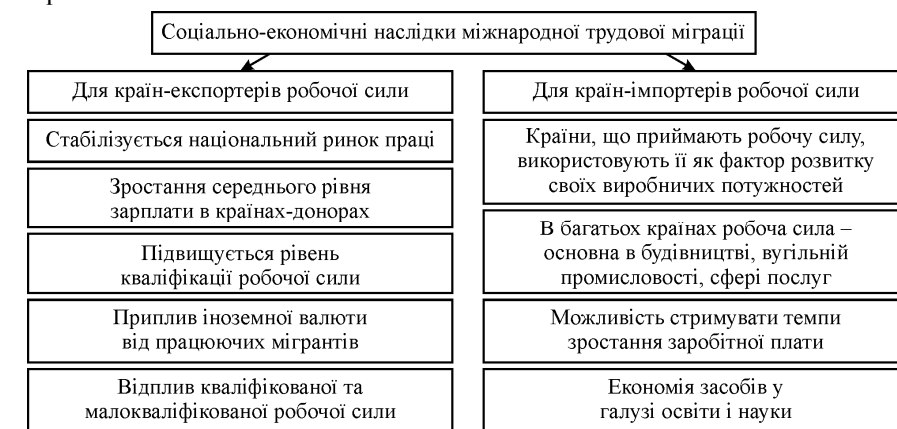 Соціально-економічні наслідки міжнародної трудової міграції
Для країн-експортерів робочої сили
Стабілізується національний ринок праці
Зростання середнього рівня
зарплати в країнах-донорах
Підвищується рівень
кваліфікації робочої сили
Приплив іноземної валюти
від працюючих мігрантів
Відплив кваліфікованої та
малокваліфікованої робочої сили
Для країн-імпортерів робочої сили
Країни, що приймають робочу силу,
використовують її як фактор розвитку
своїх виробничих потужностей
В багатьох країнах робоча сила –
основна в будівництві, вугільній
промисловості, сфері послуг
Можливість стримувати темпи
зростання заробітної плати
Економія засобів у
галузі освіти і науки